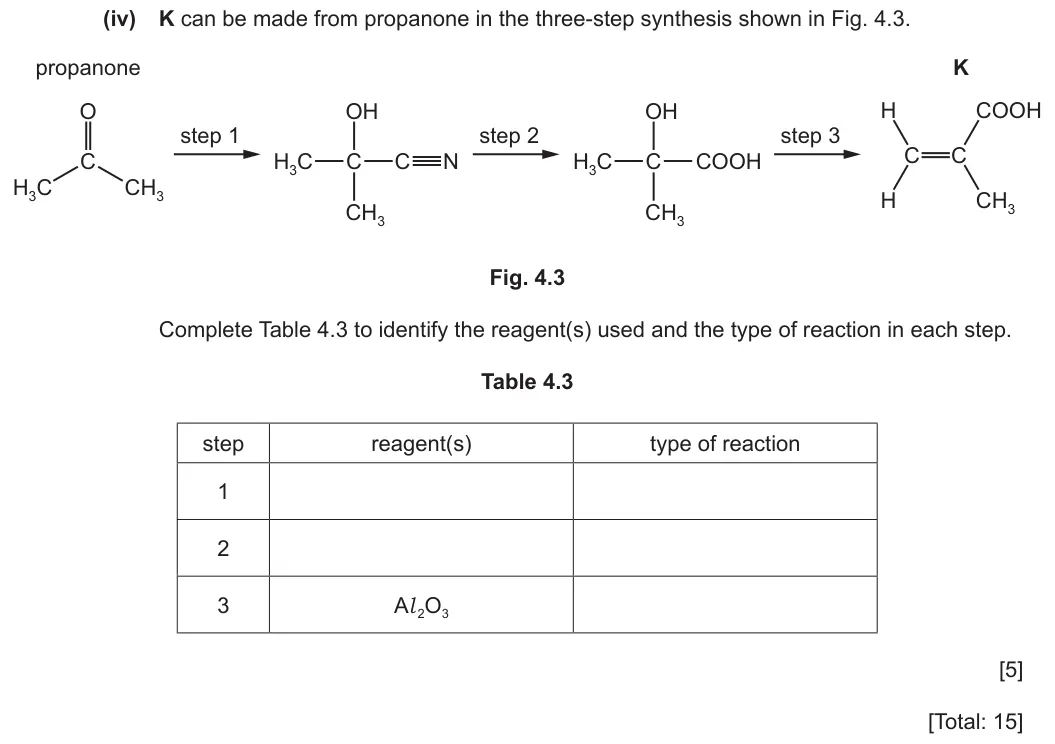 (iv) K can be made from propanone in the three-step synthesis shown in Fig. 4.3.
propanone K
O OH OH H COOH
step 1 step 2 step 3
C H₃C C C N H₃C C COOH C C
H₃C CH₃ CH₃ CH₃ H CH₃
Fig. 4.3
Complete Table 4.3 to identify the reagent(s) used and the type of reaction in each step.
Table 4.3
step reagent(s) type of reaction
1
2
3 Al₂O₃
[5]
[Total: 15]